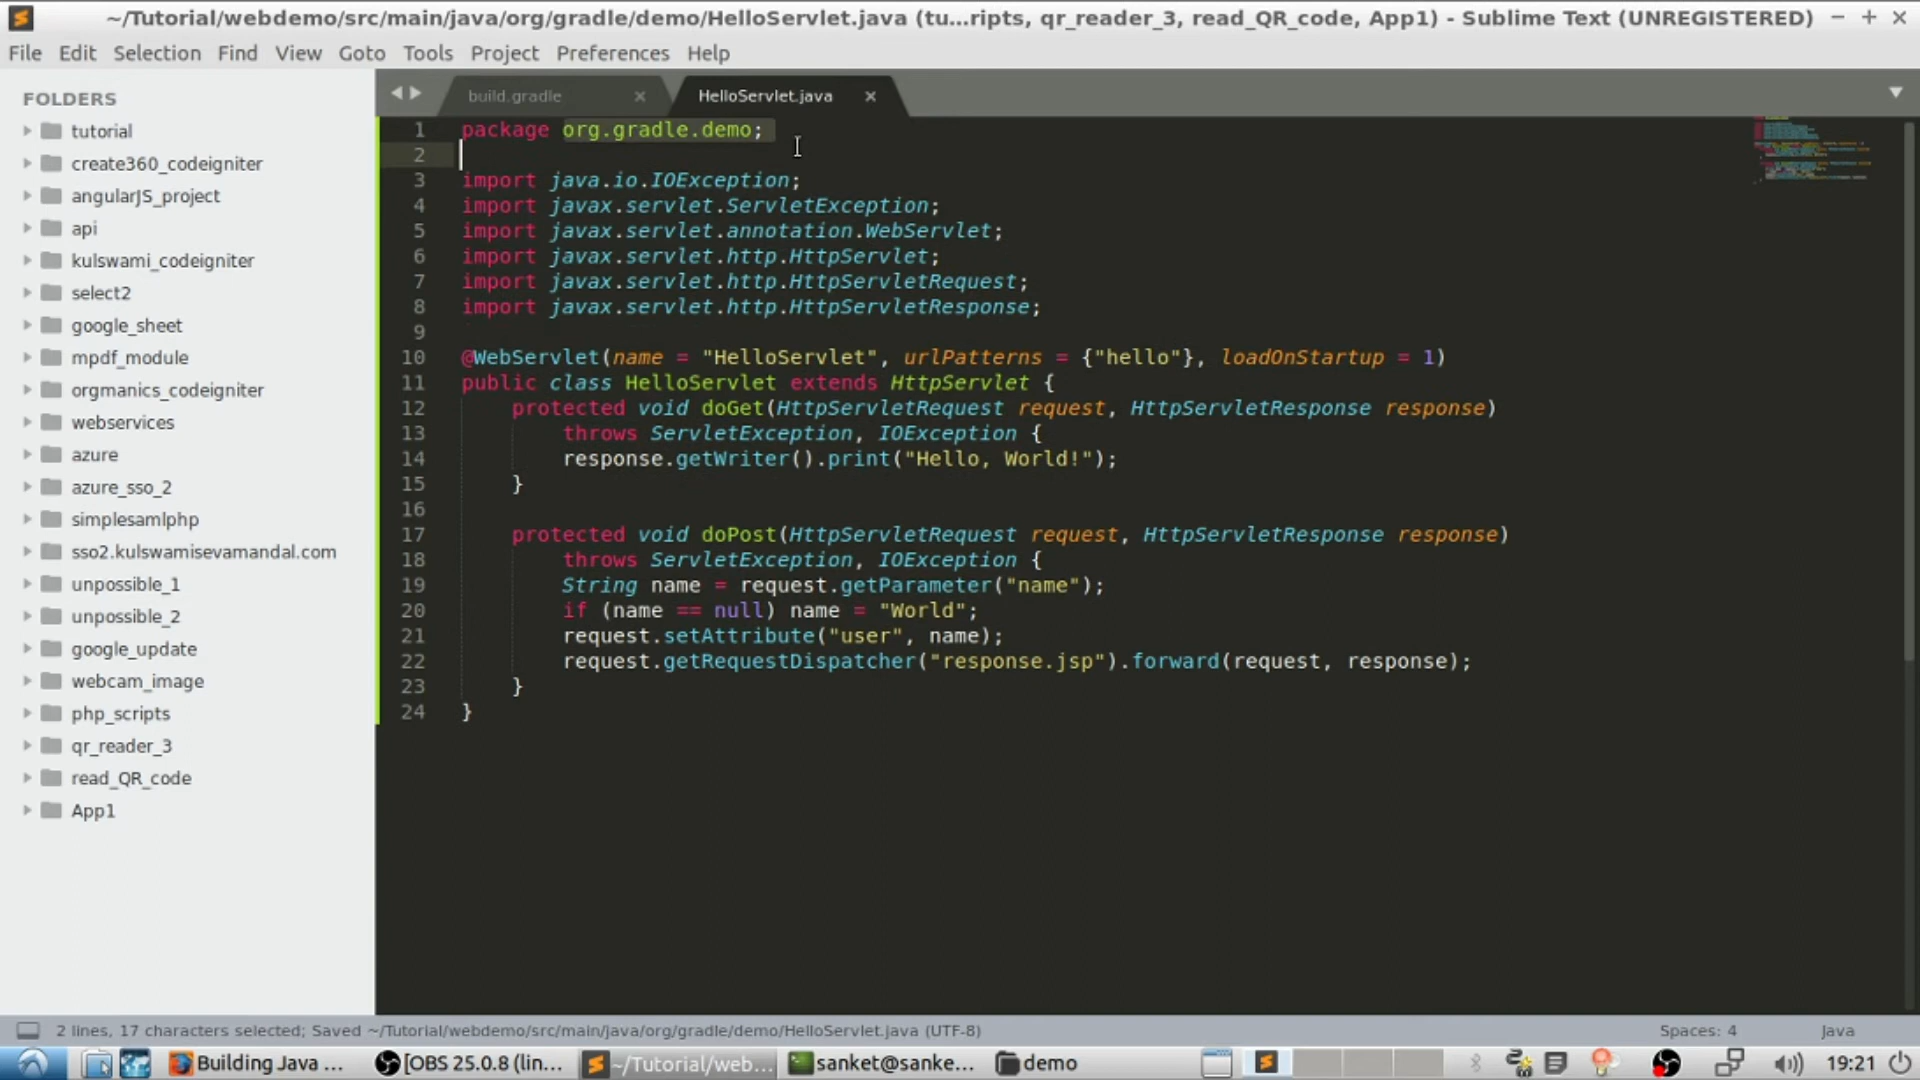 ~/Tutorial/webdemo/src/main/java/org/gradle/demo/HelloServlet.java (tu...ripts, qr_reader_3, read_QR_code, App1) - Sublime Text (UNREGISTERED)
File Edit Selection Find View Goto Tools Project Preferences Help
FOLDERS
tutorial
create360_codeigniter
angularJS_project
api
kulswami_codeigniter
select2
google_sheet
mpdf_module
orgmanics_codeigniter
webservices
azure
azure_sso_2
simplesamlphp
sso2.kulswamisevamandal.com
unpossible_1
unpossible_2
google_update
webcam_image
php_scripts
qr_reader_3
read_QR_code
App1
build.gradle HelloServlet.java
1 package org.gradle.demo;
2
3 import java.io.IOException;
4 import javax.servlet.ServletException;
5 import javax.servlet.annotation.WebServlet;
6 import javax.servlet.http.HttpServlet;
7 import javax.servlet.http.HttpServletRequest;
8 import javax.servlet.http.HttpServletResponse;
9
10 @WebServlet(name = "HelloServlet", urlPatterns = {"hello"}, loadOnStartup = 1)
11 public class HelloServlet extends HttpServlet {
12 protected void doGet(HttpServletRequest request, HttpServletResponse response)
13 throws ServletException, IOException {
14 response.getWriter().print("Hello, World!");
15 }
16
17 protected void doPost(HttpServletRequest request, HttpServletResponse response)
18 throws ServletException, IOException {
19 String name = request.getParameter("name");
20 if (name == null) name = "World";
21 request.setAttribute("user", name);
22 request.getRequestDispatcher("response.jsp").forward(request, response);
23 }
24 }
2 lines, 17 characters selected; Saved ~/Tutorial/webdemo/src/main/java/org/gradle/demo/HelloServlet.java (UTF-8) Spaces: 4 Java
Building Java ... [OBS 25.0.8 (lin... ~/Tutorial/web... sanket@sanke... demo 19:21